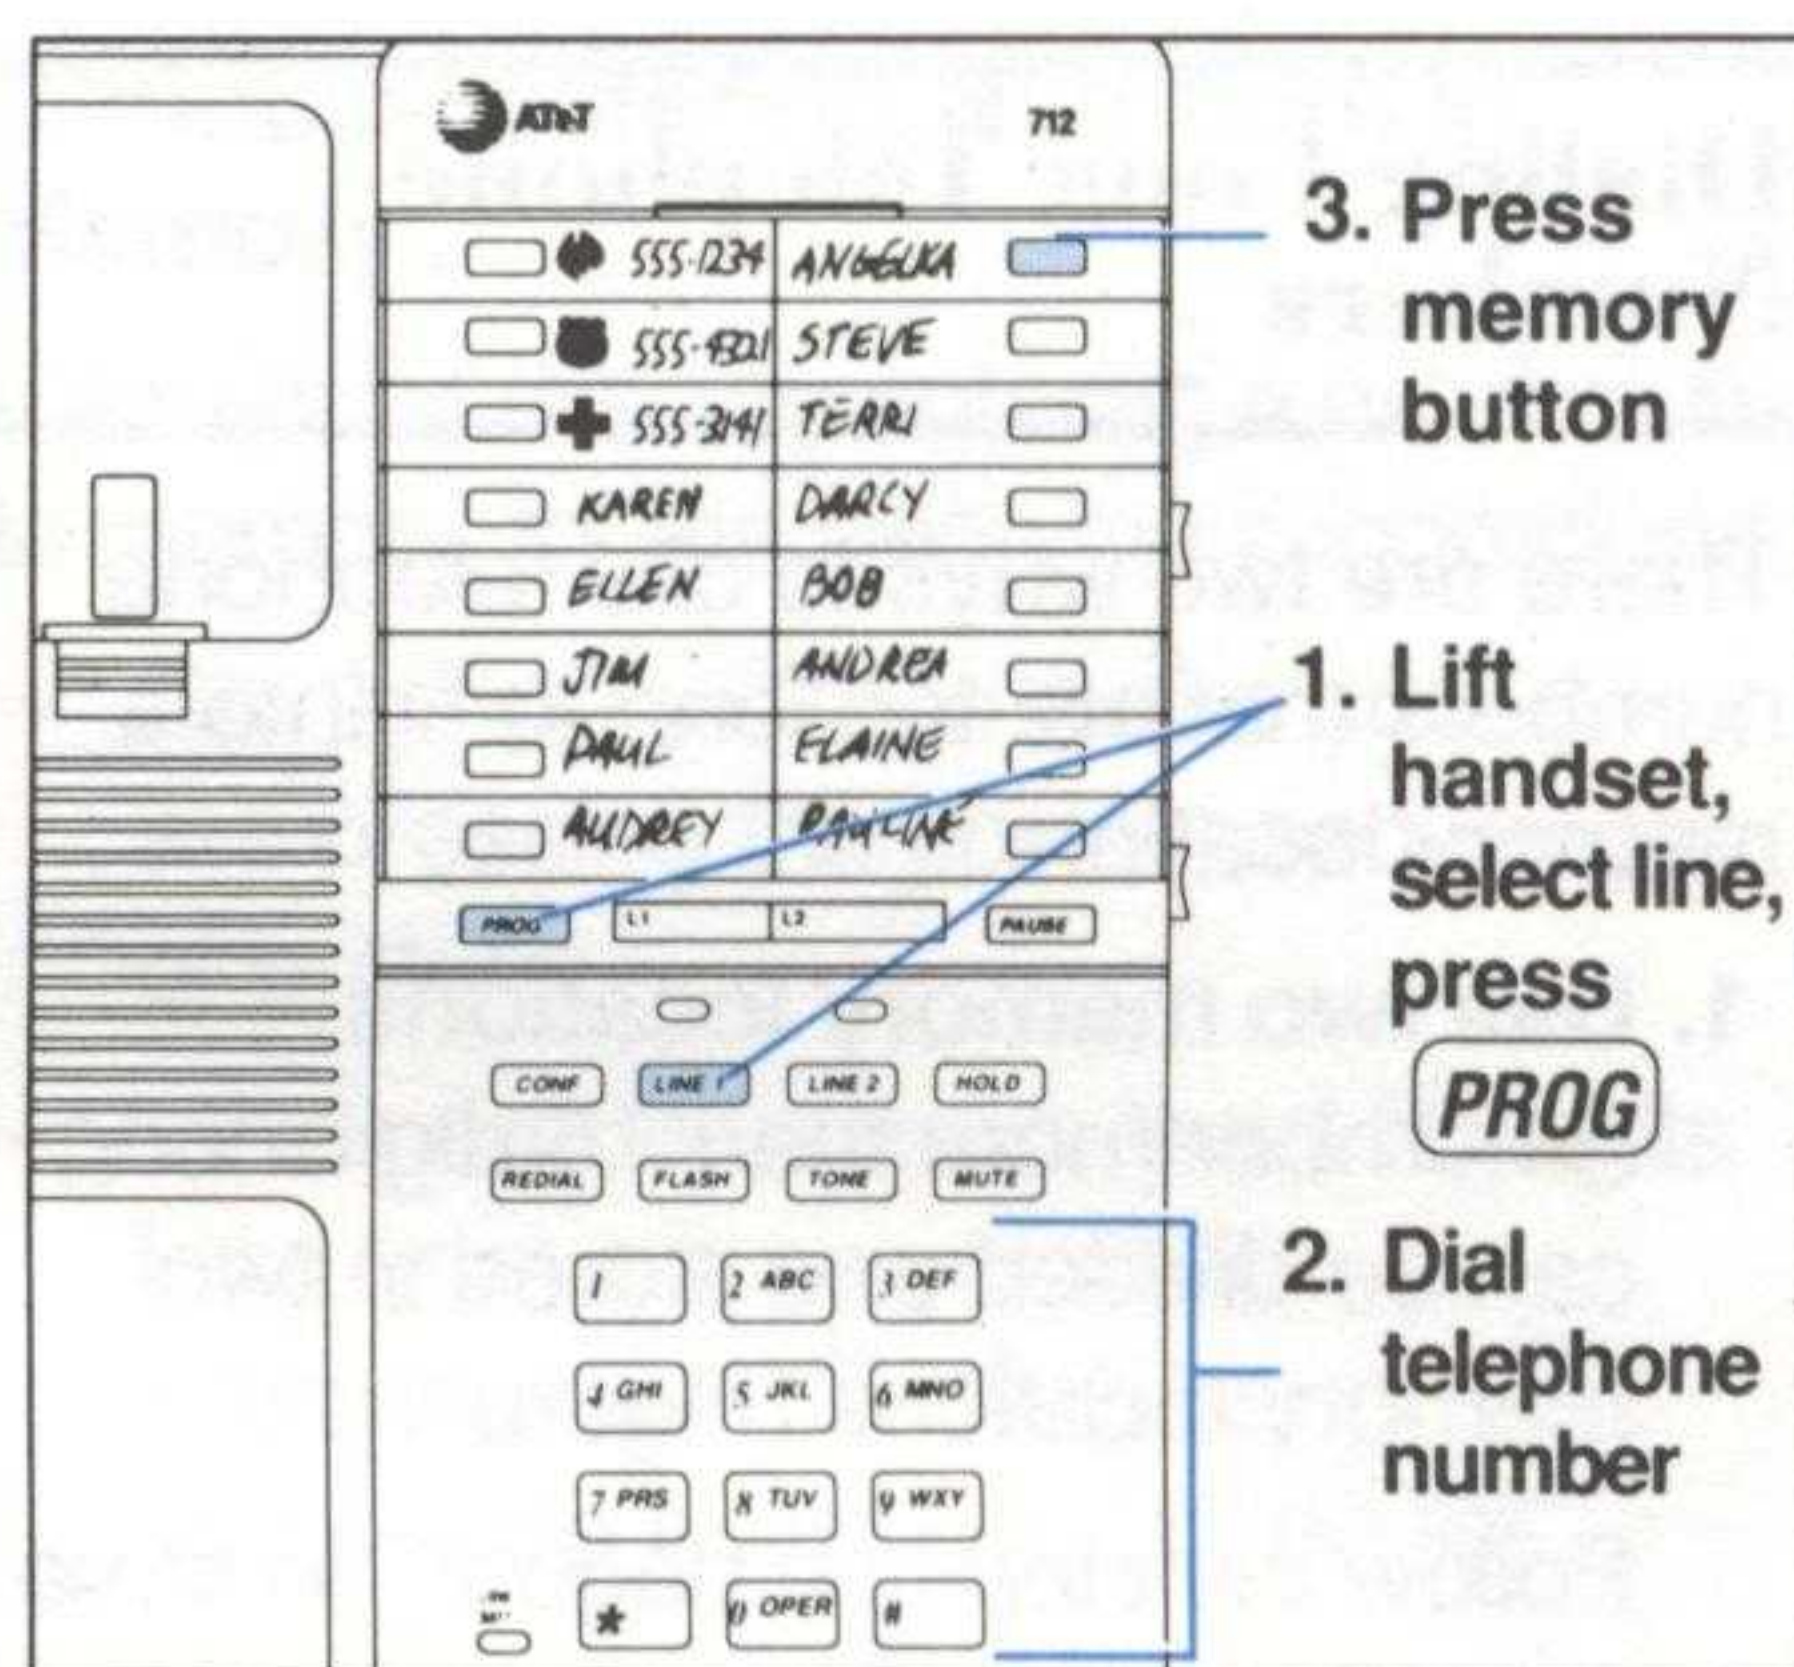 AT&T 712
555-1234 ANGELIKA
555-4321 STEVE
555-3141 TERRI
KAREN DARCY
ELLEN BOB
JIM ANDREA
PAUL ELAINE
AUDREY PAULINE
PROG L1 L2 PAUSE
CONF LINE 1 LINE 2 HOLD
REDIAL FLASH TONE MUTE
1 2 ABC 3 DEF
4 GHI 5 JKL 6 MNO
7 PRS 8 TUV 9 WXY
* 0 OPER #
3. Press
memory
button
1. Lift
handset,
select line,
press
PROG
2. Dial
telephone
number